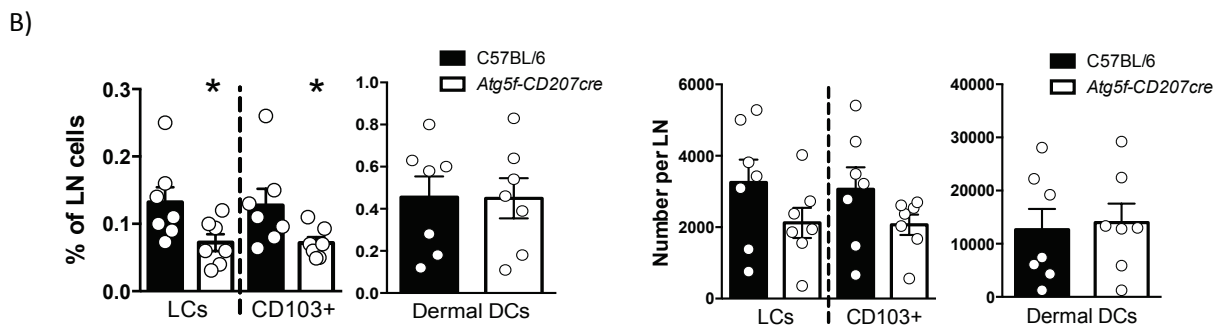 B)
C57BL/6
Atg5f-CD207cre
% of LN cells
0.3
0.2
0.1
0.0
* *
LCs CD103+
1.0
0.8
0.6
0.4
0.2
0.0
Dermal DCs
C57BL/6
Atg5f-CD207cre
Number per LN
6000
4000
2000
0
LCs CD103+
40000
30000
20000
10000
0
Dermal DCs